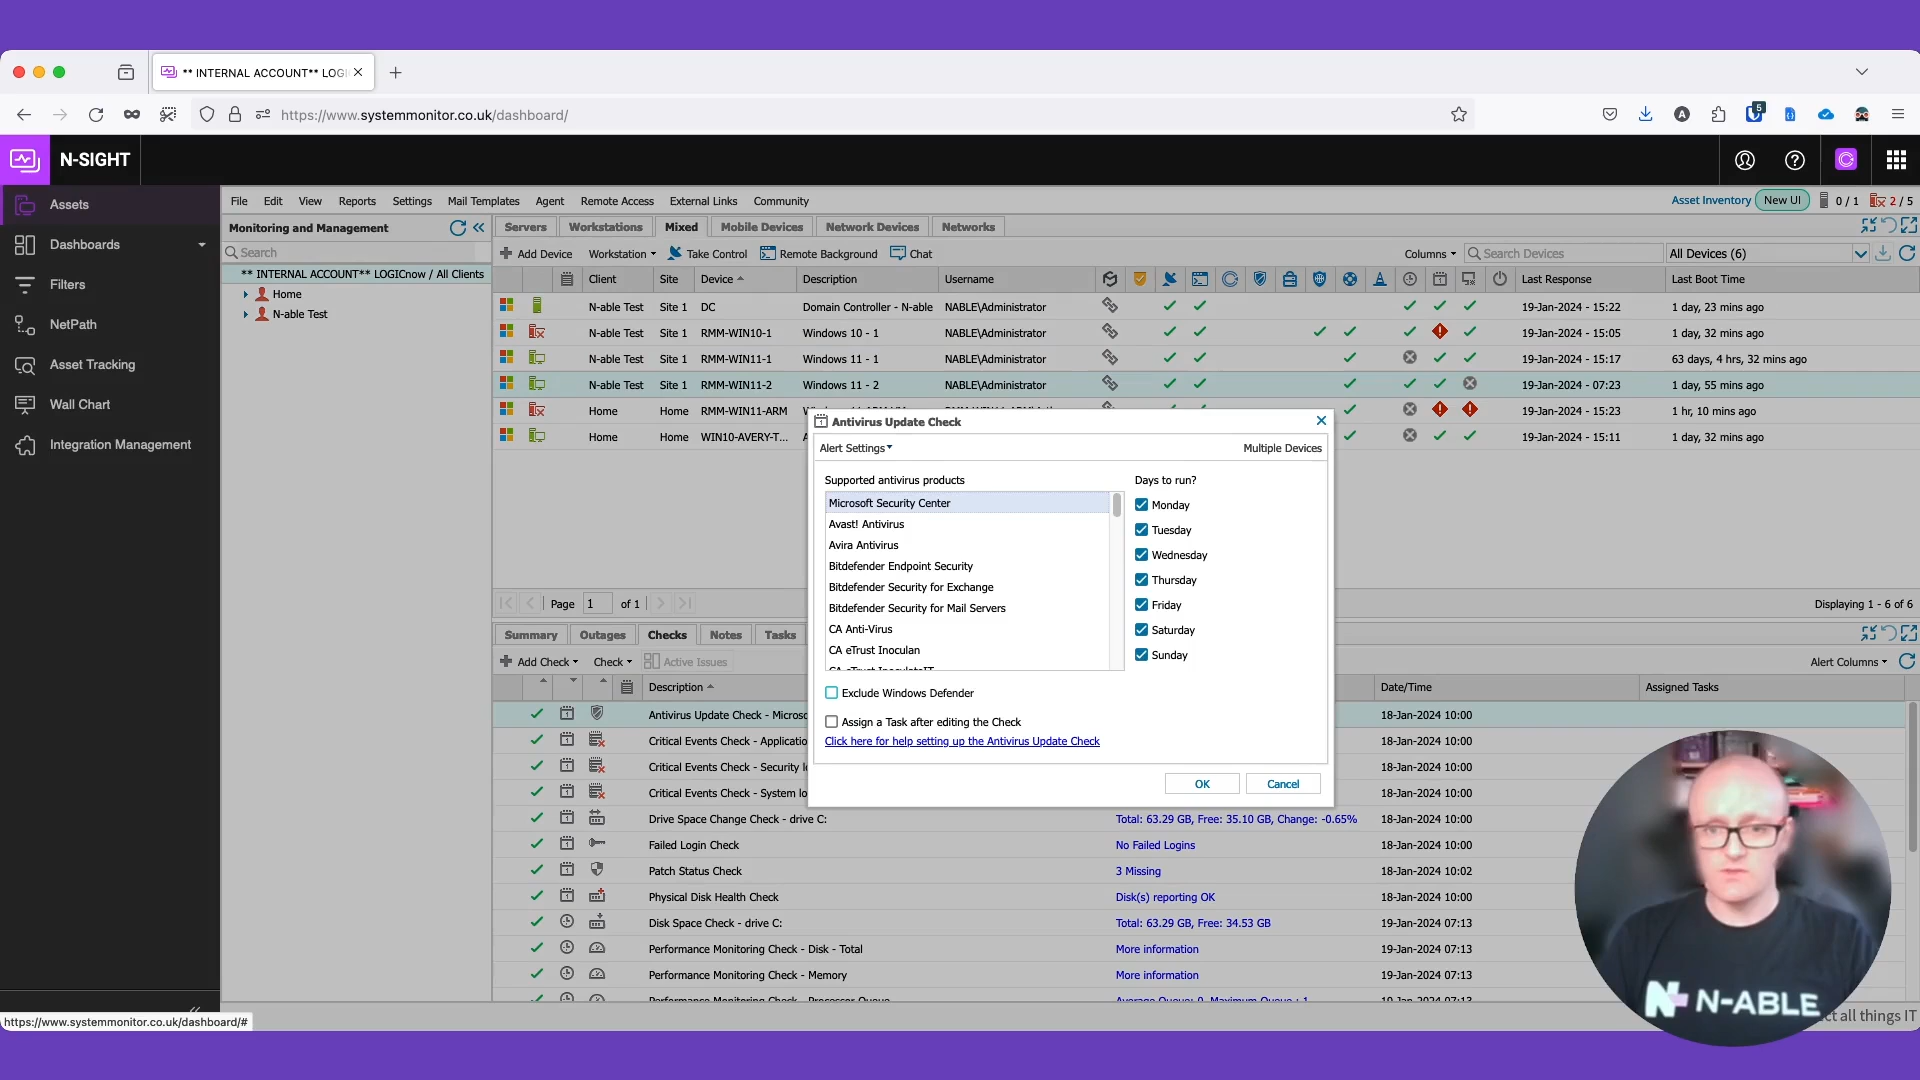 ** INTERNAL ACCOUNT** LOGI
https://www.systemmonitor.co.uk/dashboard/
5
N-SIGHT
Assets
Dashboards
Filters
NetPath
Asset Tracking
Wall Chart
Integration Management
File Edit View Reports Settings Mail Templates Agent Remote Access External Links Community
Asset Inventory New UI 0 / 1 2 / 5
Monitoring and Management
Search
** INTERNAL ACCOUNT** LOGICnow / All Clients
Home
N-able Test
Servers Workstations Mixed Mobile Devices Network Devices Networks
Add Device Workstation Take Control Remote Background Chat Columns Search Devices All Devices (6)
Client Site Device Description Username Last Response Last Boot Time
N-able Test Site 1 DC Domain Controller - N-able NABLE\Administrator 19-Jan-2024 - 15:22 1 day, 23 mins ago
N-able Test Site 1 RMM-WIN10-1 Windows 10 - 1 NABLE\Administrator 19-Jan-2024 - 15:05 1 day, 32 mins ago
N-able Test Site 1 RMM-WIN11-1 Windows 11 - 1 NABLE\Administrator 19-Jan-2024 - 15:17 63 days, 4 hrs, 32 mins ago
N-able Test Site 1 RMM-WIN11-2 Windows 11 - 2 NABLE\Administrator 19-Jan-2024 - 07:23 1 day, 55 mins ago
Home Home RMM-WIN11-ARM 19-Jan-2024 - 15:23 1 hr, 10 mins ago
Home Home WIN10-AVERY-T... 19-Jan-2024 - 15:11 1 day, 32 mins ago
Antivirus Update Check
Alert Settings Multiple Devices
Supported antivirus products
Microsoft Security Center
Avast! Antivirus
Avira Antivirus
Bitdefender Endpoint Security
Bitdefender Security for Exchange
Bitdefender Security for Mail Servers
CA Anti-Virus
CA eTrust Inoculan
CA eTrust InoculateIT
Days to run?
Monday
Tuesday
Wednesday
Thursday
Friday
Saturday
Sunday
Exclude Windows Defender
Assign a Task after editing the Check
Click here for help setting up the Antivirus Update Check
OK Cancel
Page 1 of 1 Displaying 1 - 6 of 6
Summary Outages Checks Notes Tasks
Add Check Check Active Issues Alert Columns
Description Date/Time Assigned Tasks
Antivirus Update Check - Microso 18-Jan-2024 10:00
Critical Events Check - Applicatio 18-Jan-2024 10:00
Critical Events Check - Security l 18-Jan-2024 10:00
Critical Events Check - System lo 18-Jan-2024 10:00
Drive Space Change Check - drive C: Total: 63.29 GB, Free: 35.10 GB, Change: -0.65% 18-Jan-2024 10:00
Failed Login Check No Failed Logins 18-Jan-2024 10:00
Patch Status Check 3 Missing 18-Jan-2024 10:02
Physical Disk Health Check Disk(s) reporting OK 18-Jan-2024 10:00
Disk Space Check - drive C: Total: 63.29 GB, Free: 34.53 GB 19-Jan-2024 07:13
Performance Monitoring Check - Disk - Total More information 19-Jan-2024 07:13
Performance Monitoring Check - Memory More information 19-Jan-2024 07:13
Performance Monitoring Check - Processor Queue Average Queue: 0, Maximum Queue : 1 19-Jan-2024 07:13
https://www.systemmonitor.co.uk/dashboard/#
N-ABLE
ct all things IT